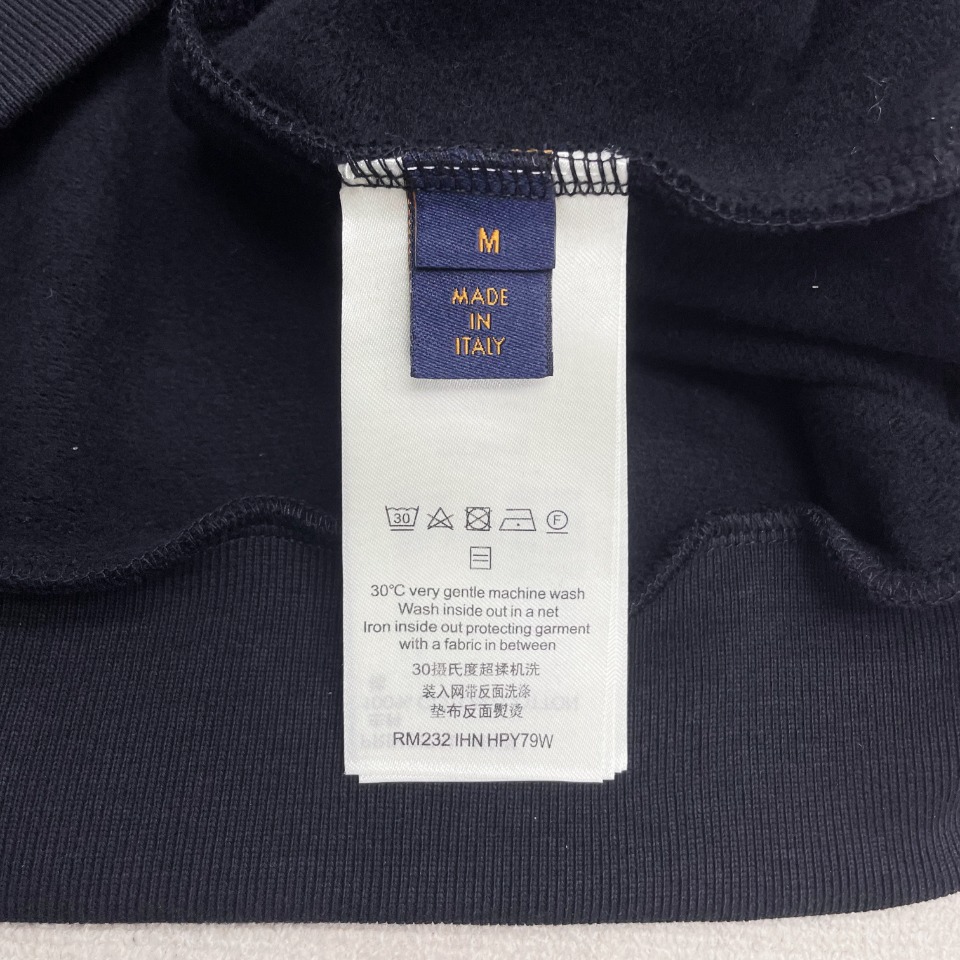 M
MADE
IN
ITALY
30
F
30°C very gentle machine wash
Wash inside out in a net
Iron inside out protecting garment
with a fabric in between
30摄氏度超揉机洗
装入网带反面洗涤
垫布反面熨烫
RM232 IHN HPY79W